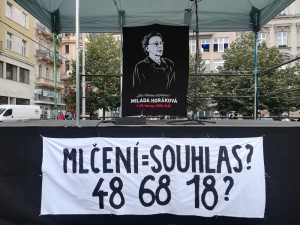 MILADA HORÁKOVÁ
MLČENÍ=SOUHLAS?
48 68 18?